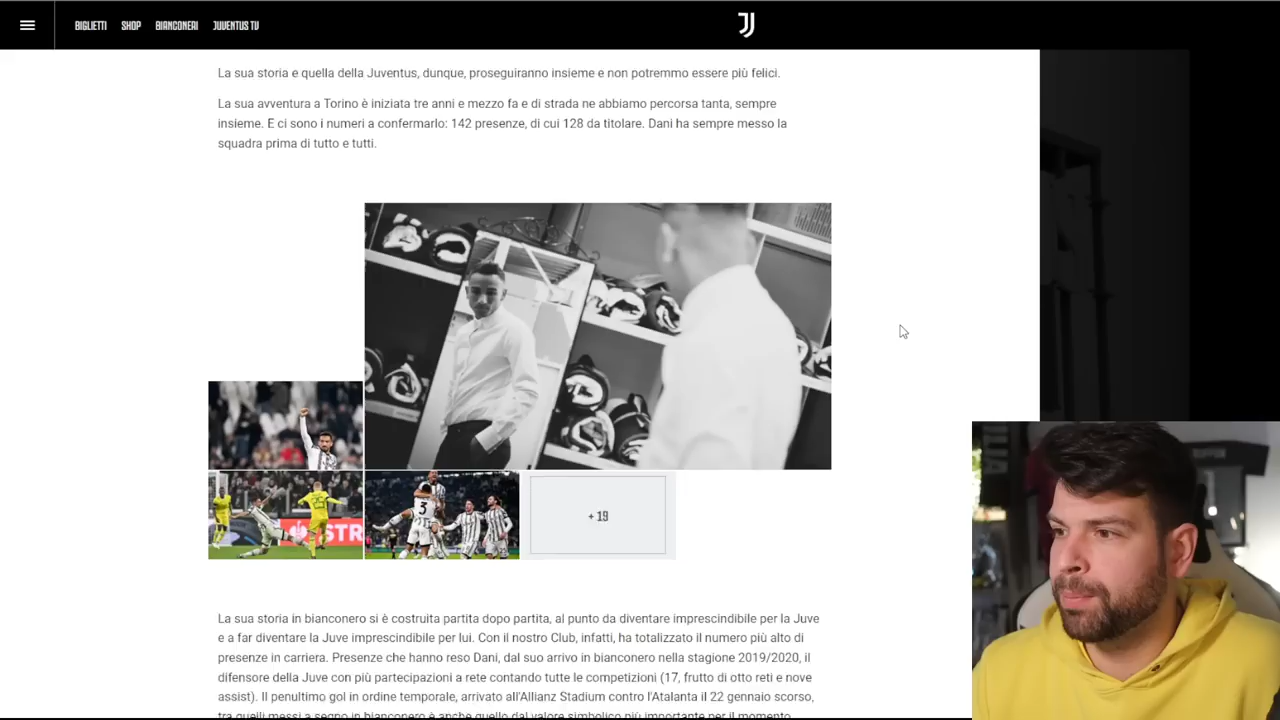 BIGLIETTI SHOP BIANCONERI JUVENTUS TV
La sua storia e quella della Juventus, dunque, proseguiranno insieme e non potremmo essere più felici.
La sua avventura a Torino è iniziata tre anni e mezzo fa e di strada ne abbiamo percorsa tanta, sempre
insieme. E ci sono i numeri a confermarlo: 142 presenze, di cui 128 da titolare. Dani ha sempre messo la
squadra prima di tutto e tutti.
3
STR
+ 19
La sua storia in bianconero si è costruita partita dopo partita, al punto da diventare imprescindibile per la Juve
e a far diventare la Juve imprescindibile per lui. Con il nostro Club, infatti, ha totalizzato il numero più alto di
presenze in carriera. Presenze che hanno reso Dani, dal suo arrivo in bianconero nella stagione 2019/2020, il
difensore della Juve con più partecipazioni a rete contando tutte le competizioni (17, frutto di otto reti e nove
assist). Il penultimo gol in ordine temporale, arrivato all'Allianz Stadium contro l'Atalanta il 22 gennaio scorso,
tra quelli messi a segno in bianconero è anche quello dal valore simbolico più importante per il momento